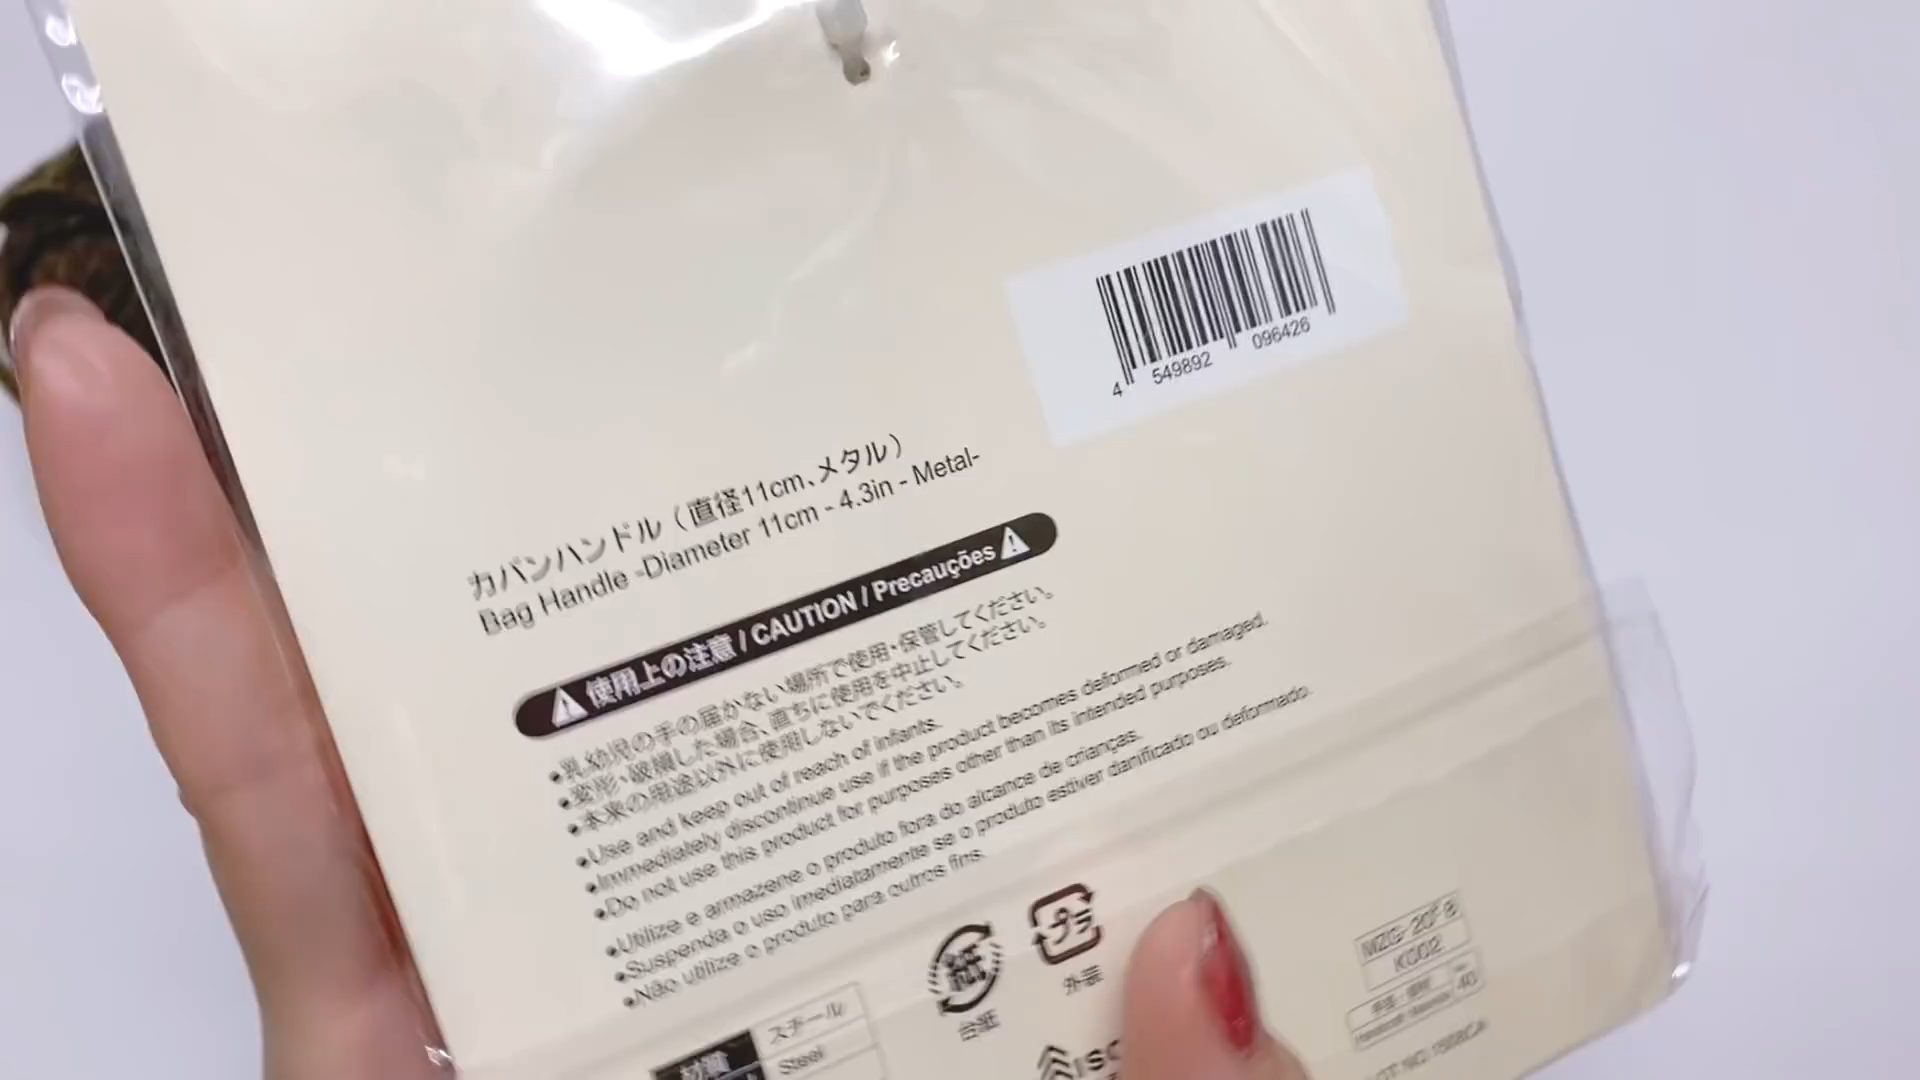 4 549892 096426
カバンハンドル（直径11cm、メタル）
Bag Handle -Diameter 11cm - 4.3in - Metal-
使用上の注意 / CAUTION / Precauções
•乳幼児の手の届かない場所で使用・保管してください。
•変形・破損した場合、直ちに使用を中止してください。
•本来の用途以外に使用しないでください。
•Use and keep out of reach of infants.
•Immediately discontinue use if the product becomes deformed or damaged.
•Do not use this product for purposes other than its intended purposes.
•Utilize e armazene o produto fora do alcance de crianças.
•Suspenda o uso imediatamente se o produto estiver danificado ou deformado.
•Não utilize o produto para outros fins.
紙
台紙
プラ
外装
スチール
Steel
K002
40